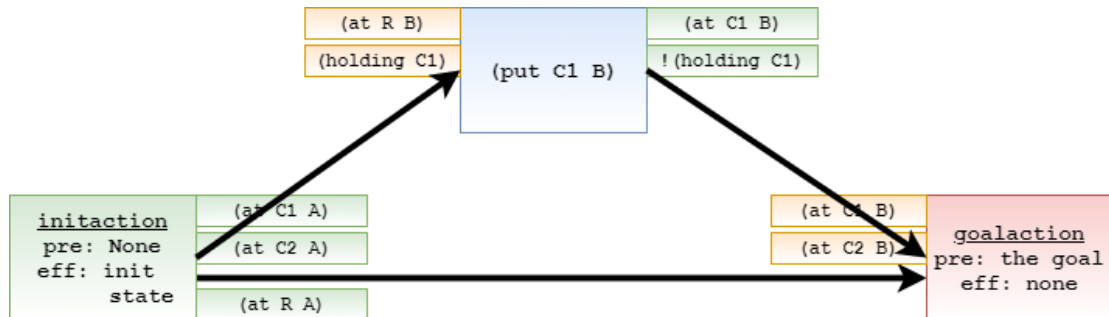 (at R B)
(holding C1)
(put C1 B)
(at C1 B)
!(holding C1)
initaction
pre: None
eff: init
state
(at C1 A)
(at C2 A)
(at R A)
(at C1 B)
(at C2 B)
goalaction
pre: the goal
eff: none